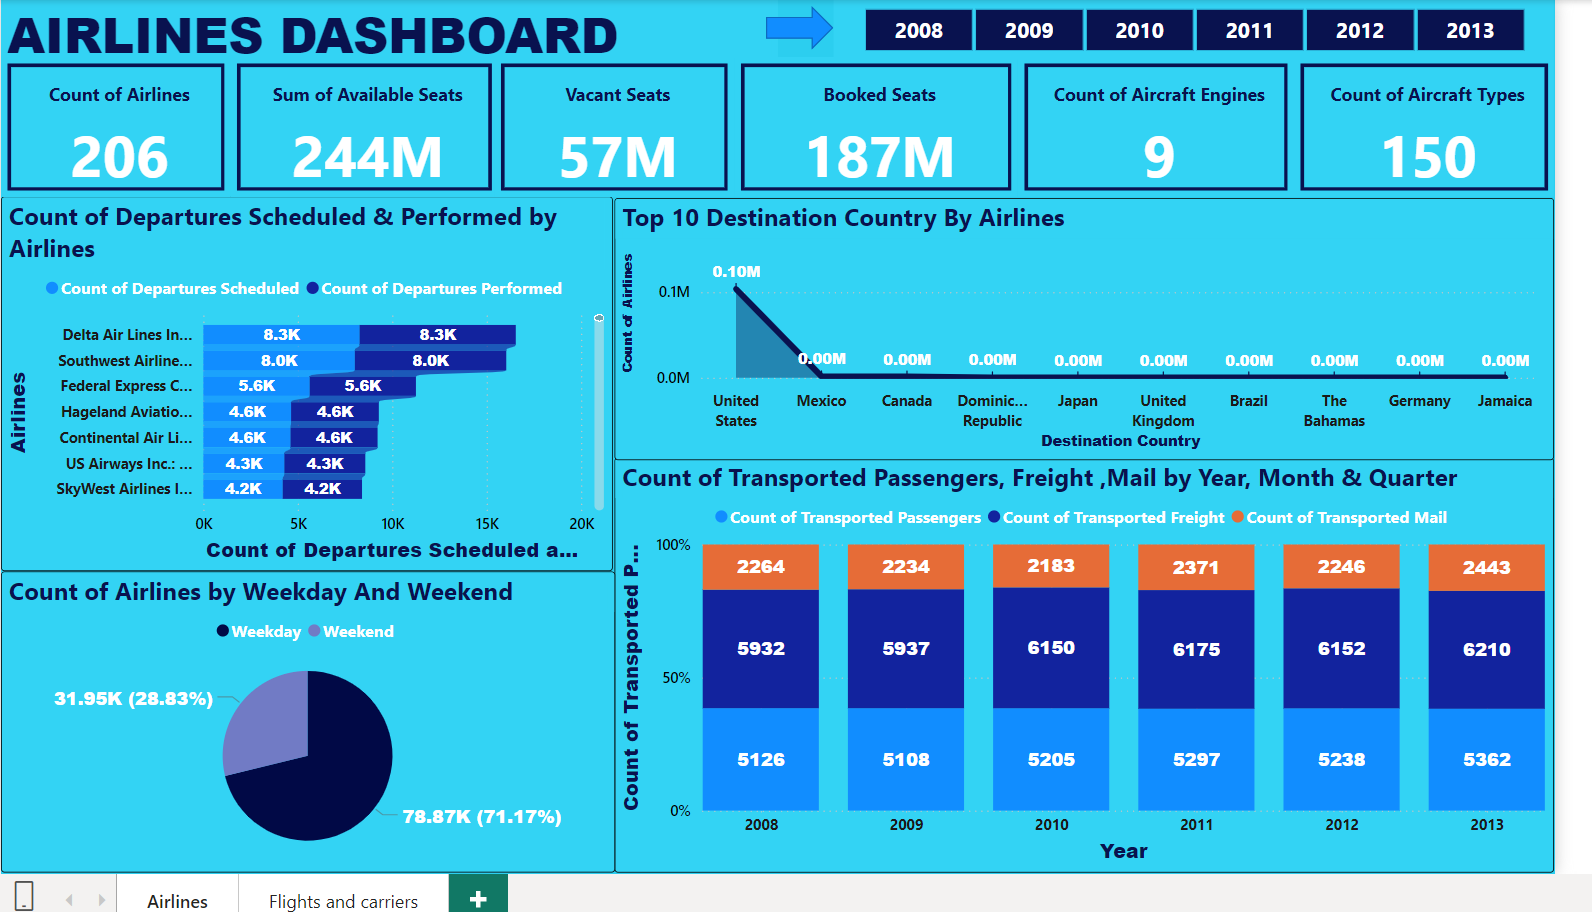 AIRLINES DASHBOARD
2008 2009 2010 2011 2012 2013
Count of Airlines
206
Sum of Available Seats
244M
Vacant Seats
57M
Booked Seats
187M
Count of Aircraft Engines
9
Count of Aircraft Types
150
Count of Departures Scheduled & Performed by
Airlines
Count of Departures Scheduled Count of Departures Performed
Airlines
Delta Air Lines In... 8.3K 8.3K
Southwest Airline... 8.0K 8.0K
Federal Express C... 5.6K 5.6K
Hageland Aviatio... 4.6K 4.6K
Continental Air Li... 4.6K 4.6K
US Airways Inc.: ... 4.3K 4.3K
SkyWest Airlines I... 4.2K 4.2K
0K 5K 10K 15K 20K
Count of Departures Scheduled a...
Top 10 Destination Country By Airlines
Count of Airlines
0.1M
0.0M
0.10M 0.00M 0.00M 0.00M 0.00M 0.00M 0.00M 0.00M 0.00M 0.00M
United States
Mexico
Canada
Dominic... Republic
Japan
United Kingdom
Brazil
The Bahamas
Germany
Jamaica
Destination Country
Count of Airlines by Weekday And Weekend
Weekday Weekend
31.95K (28.83%)
78.87K (71.17%)
Count of Transported Passengers, Freight ,Mail by Year, Month & Quarter
Count of Transported Passengers Count of Transported Freight Count of Transported Mail
Count of Transported P...
100%
50%
0%
2264 2234 2183 2371 2246 2443
5932 5937 6150 6175 6152 6210
5126 5108 5205 5297 5238 5362
2008 2009 2010 2011 2012 2013
Year
Airlines Flights and carriers +